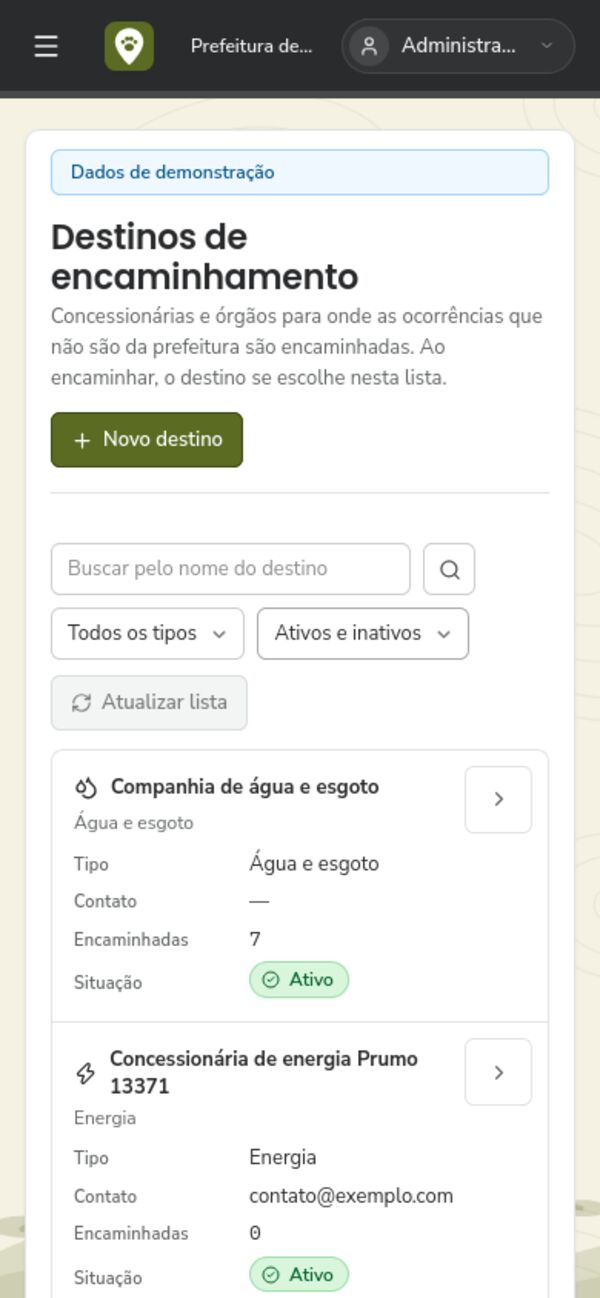 Prefeitura de...
Administra...
Dados de demonstração
Destinos de
encaminhamento
Concessionárias e órgãos para onde as ocorrências que
não são da prefeitura são encaminhadas. Ao
encaminhar, o destino se escolhe nesta lista.
+ Novo destino
Buscar pelo nome do destino
Todos os tipos
Ativos e inativos
Atualizar lista
Companhia de água e esgoto
Água e esgoto
Tipo Água e esgoto
Contato —
Encaminhadas 7
Situação Ativo
Concessionária de energia Prumo
13371
Energia
Tipo Energia
Contato contato@exemplo.com
Encaminhadas 0
Situação Ativo